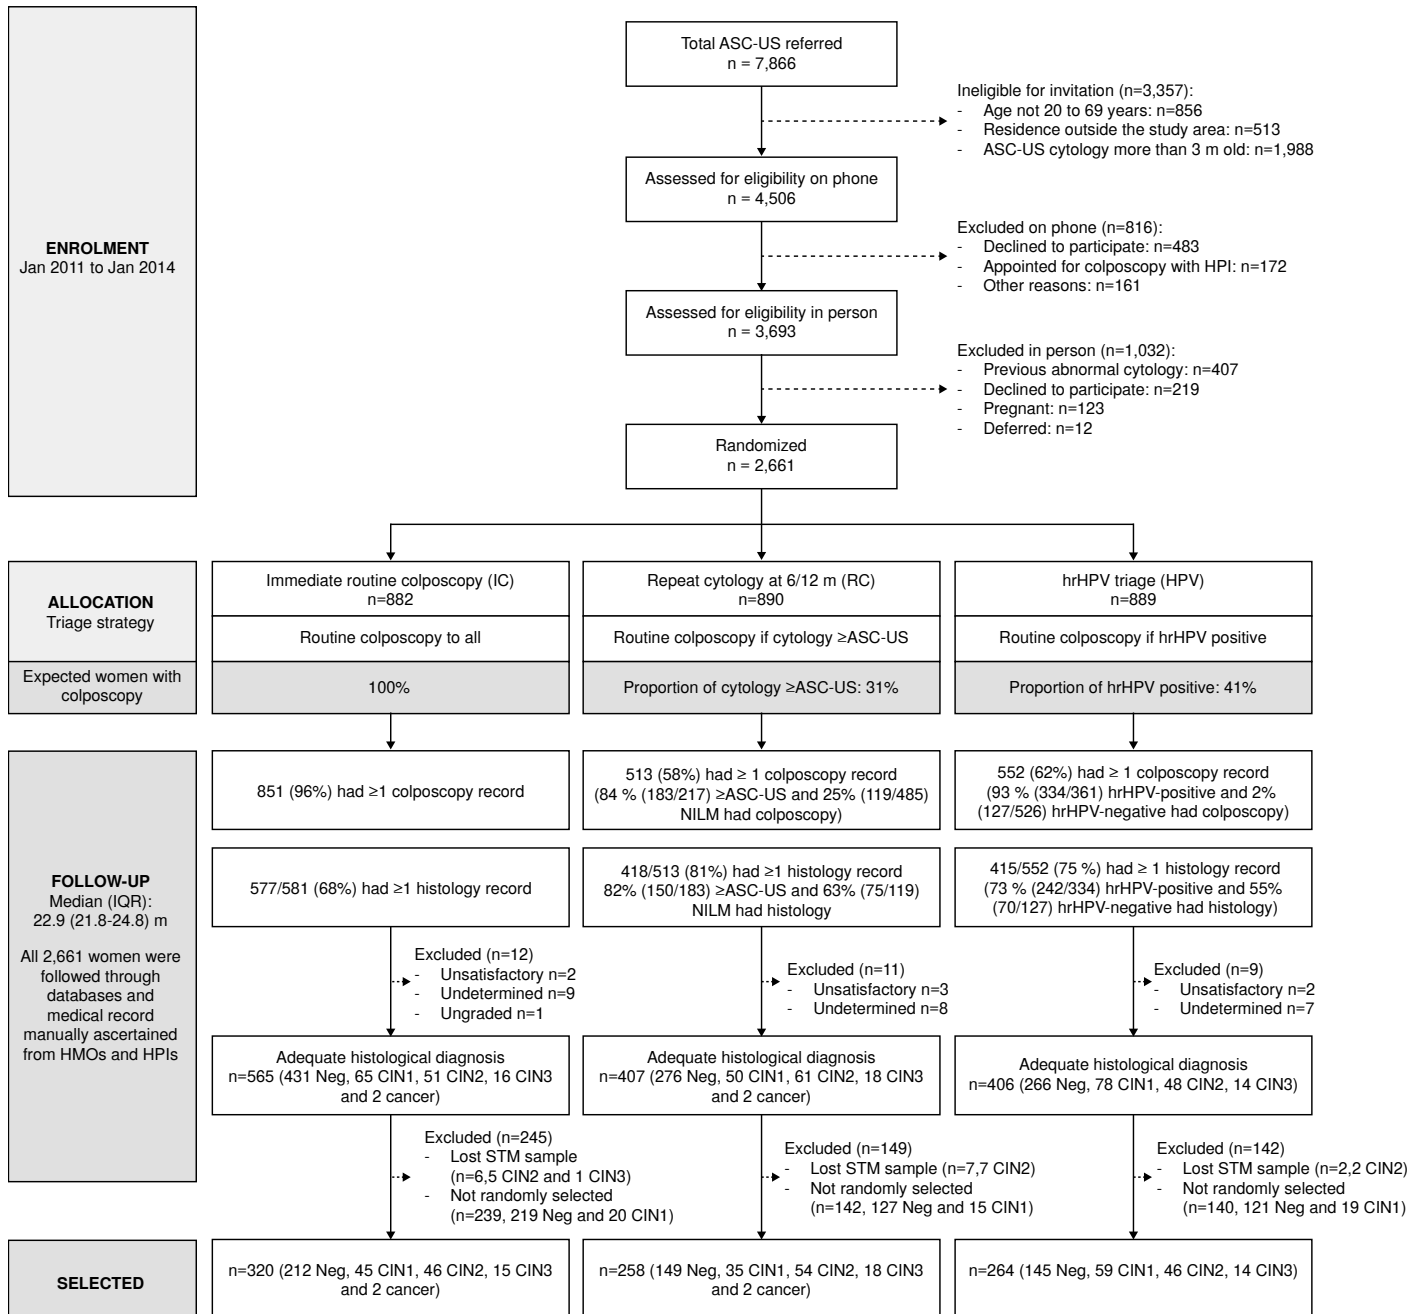 Total ASC-US referred
n = 7,866
Ineligible for invitation (n=3,357):
- Age not 20 to 69 years: n=856
- Residence outside the study area: n=513
- ASC-US cytology more than 3 m old: n=1,988
Assessed for eligibility on phone
n = 4,506
ENROLMENT
Jan 2011 to Jan 2014
Excluded on phone (n=816):
- Declined to participate: n=483
- Appointed for colposcopy with HPI: n=172
- Other reasons: n=161
Assessed for eligibility in person
n = 3,693
Excluded in person (n=1,032):
- Previous abnormal cytology: n=407
- Declined to participate: n=219
- Pregnant: n=123
- Deferred: n=12
Randomized
n = 2,661
ALLOCATION
Triage strategy
Immediate routine colposcopy (IC)
n=882
Repeat cytology at 6/12 m (RC)
n=890
hrHPV triage (HPV)
n=889
Routine colposcopy to all
Routine colposcopy if cytology ≥ASC-US
Routine colposcopy if hrHPV positive
Expected women with
colposcopy
100%
Proportion of cytology ≥ASC-US: 31%
Proportion of hrHPV positive: 41%
FOLLOW-UP
Median (IQR):
22.9 (21.8-24.8) m
All 2,661 women were
followed through
databases and
medical record
manually ascertained
from HMOs and HPIs
851 (96%) had ≥1 colposcopy record
513 (58%) had ≥ 1 colposcopy record
(84 % (183/217) ≥ASC-US and 25% (119/485)
NILM had colposcopy)
552 (62%) had ≥ 1 colposcopy record
(93 % (334/361) hrHPV-positive and 2%
(127/526) hrHPV-negative had colposcopy)
577/581 (68%) had ≥1 histology record
418/513 (81%) had ≥1 histology record
82% (150/183) ≥ASC-US and 63% (75/119)
NILM had histology
415/552 (75 %) had ≥ 1 histology record
(73 % (242/334) hrHPV-positive and 55%
(70/127) hrHPV-negative had histology)
Excluded (n=12)
- Unsatisfactory n=2
- Undetermined n=9
- Ungraded n=1
Excluded (n=11)
- Unsatisfactory n=3
- Undetermined n=8
Excluded (n=9)
- Unsatisfactory n=2
- Undetermined n=7
Adequate histological diagnosis
n=565 (431 Neg, 65 CIN1, 51 CIN2, 16 CIN3
and 2 cancer)
Adequate histological diagnosis
n=407 (276 Neg, 50 CIN1, 61 CIN2, 18 CIN3
and 2 cancer)
Adequate histological diagnosis
n=406 (266 Neg, 78 CIN1, 48 CIN2, 14 CIN3)
Excluded (n=245)
- Lost STM sample
(n=6,5 CIN2 and 1 CIN3)
- Not randomly selected
(n=239, 219 Neg and 20 CIN1)
Excluded (n=149)
- Lost STM sample (n=7,7 CIN2)
- Not randomly selected
(n=142, 127 Neg and 15 CIN1)
Excluded (n=142)
- Lost STM sample (n=2,2 CIN2)
- Not randomly selected
(n=140, 121 Neg and 19 CIN1)
SELECTED
n=320 (212 Neg, 45 CIN1, 46 CIN2, 15 CIN3
and 2 cancer)
n=258 (149 Neg, 35 CIN1, 54 CIN2, 18 CIN3
and 2 cancer)
n=264 (145 Neg, 59 CIN1, 46 CIN2, 14 CIN3)